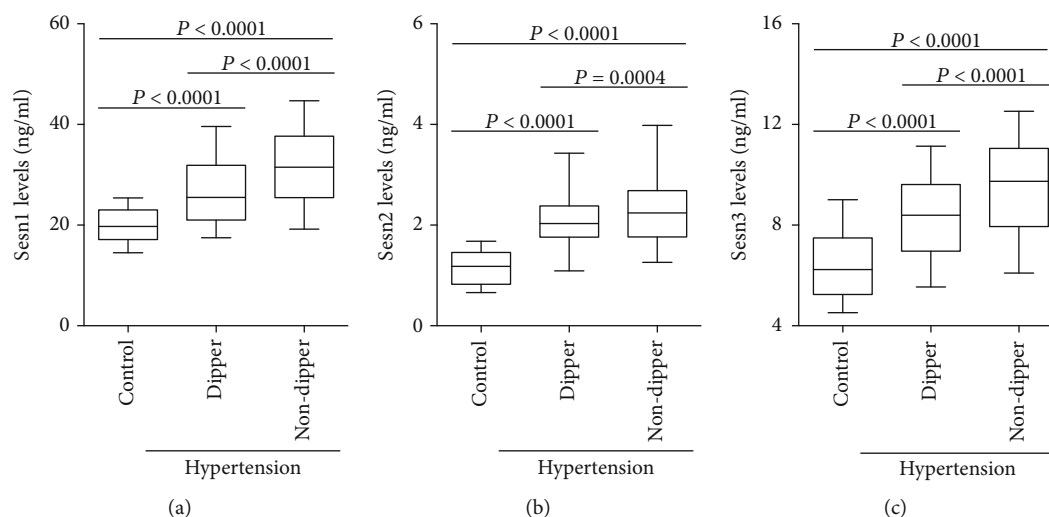 Sesn1 levels (ng/ml)
60
40
20
0
P < 0.0001
P < 0.0001
P < 0.0001
Control
Dipper
Non-dipper
Hypertension
(a)
Sesn2 levels (ng/ml)
6
4
2
0
P < 0.0001
P = 0.0004
P < 0.0001
Control
Dipper
Non-dipper
Hypertension
(b)
Sesn3 levels (ng/ml)
16
12
8
4
P < 0.0001
P < 0.0001
P < 0.0001
Control
Dipper
Non-dipper
Hypertension
(c)